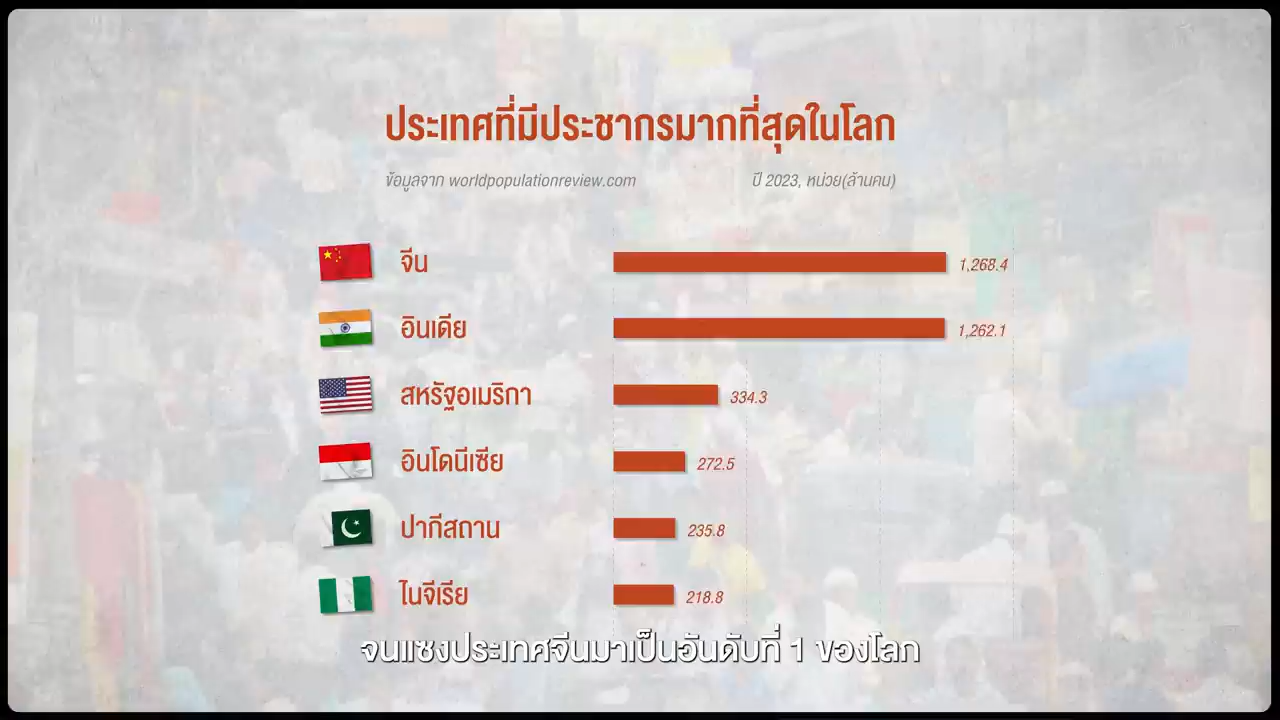 ประเทศที่มีประชากรมากที่สุดในโลก
ข้อมูลจาก worldpopulationreview.com ปี 2023, หน่วย(ล้านคน)
จีน 1,268.4
อินเดีย 1,262.1
สหรัฐอเมริกา 334.3
อินโดนีเซีย 272.5
ปากีสถาน 235.8
ไนจีเรีย 218.8
จนแซงประเทศจีนมาเป็นอันดับที่ 1 ของโลก